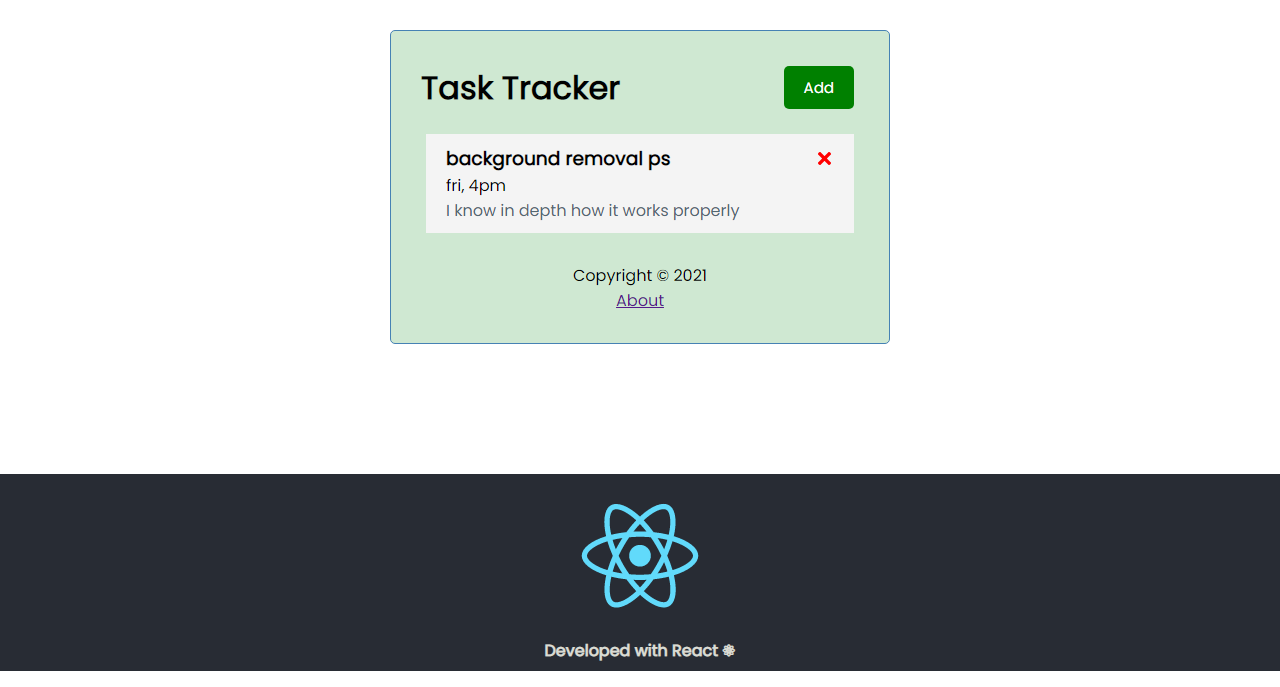 Task Tracker
Add
background removal ps
fri, 4pm
I know in depth how it works properly
Copyright © 2021
About
Developed with React ❁